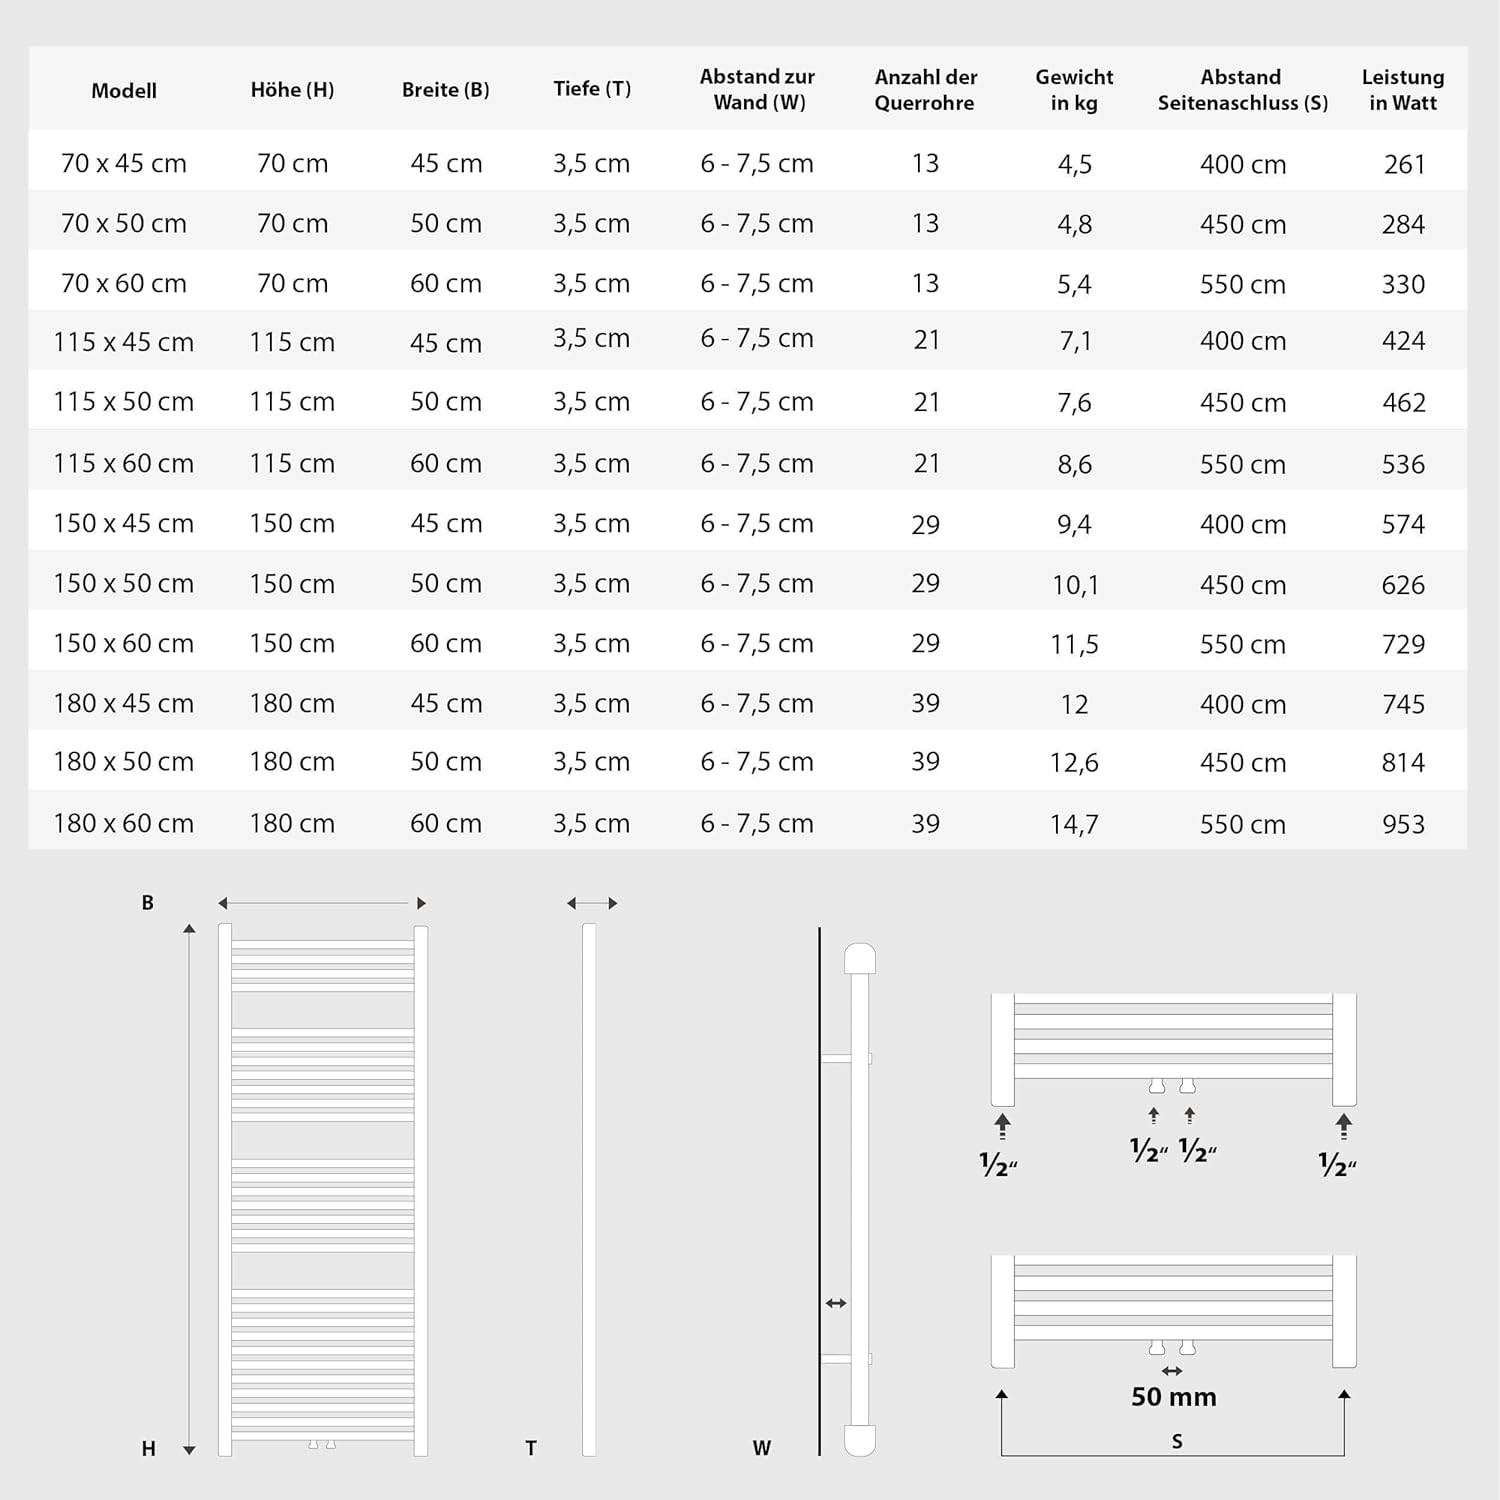 Modell Höhe (H) Breite (B) Tiefe (T) Abstand zur Wand (W) Anzahl der Querrohre Gewicht in kg Abstand Seitenaschluss (S) Leistung in Watt
70 x 45 cm 70 cm 45 cm 3,5 cm 6 - 7,5 cm 13 4,5 400 cm 261
70 x 50 cm 70 cm 50 cm 3,5 cm 6 - 7,5 cm 13 4,8 450 cm 284
70 x 60 cm 70 cm 60 cm 3,5 cm 6 - 7,5 cm 13 5,4 550 cm 330
115 x 45 cm 115 cm 45 cm 3,5 cm 6 - 7,5 cm 21 7,1 400 cm 424
115 x 50 cm 115 cm 50 cm 3,5 cm 6 - 7,5 cm 21 7,6 450 cm 462
115 x 60 cm 115 cm 60 cm 3,5 cm 6 - 7,5 cm 21 8,6 550 cm 536
150 x 45 cm 150 cm 45 cm 3,5 cm 6 - 7,5 cm 29 9,4 400 cm 574
150 x 50 cm 150 cm 50 cm 3,5 cm 6 - 7,5 cm 29 10,1 450 cm 626
150 x 60 cm 150 cm 60 cm 3,5 cm 6 - 7,5 cm 29 11,5 550 cm 729
180 x 45 cm 180 cm 45 cm 3,5 cm 6 - 7,5 cm 39 12 400 cm 745
180 x 50 cm 180 cm 50 cm 3,5 cm 6 - 7,5 cm 39 12,6 450 cm 814
180 x 60 cm 180 cm 60 cm 3,5 cm 6 - 7,5 cm 39 14,7 550 cm 953
B
½“ ½“ ½“ ½“
50 mm
H T W S